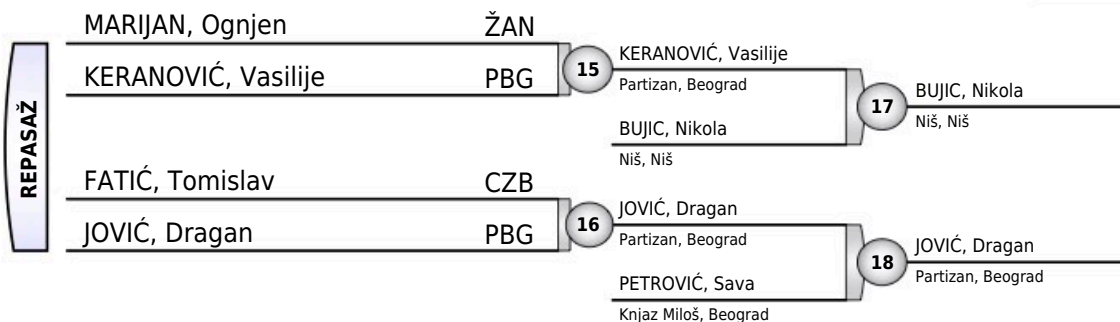 REPASAŽ
MARIJAN, Ognjen ŽAN
KERANOVIĆ, Vasilije PBG
15
KERANOVIĆ, Vasilije
Partizan, Beograd
BUJIC, Nikola
Niš, Niš
17
BUJIC, Nikola
Niš, Niš
FATIĆ, Tomislav CZB
JOVIĆ, Dragan PBG
16
JOVIĆ, Dragan
Partizan, Beograd
PETROVIĆ, Sava
Knjaz Miloš, Beograd
18
JOVIĆ, Dragan
Partizan, Beograd